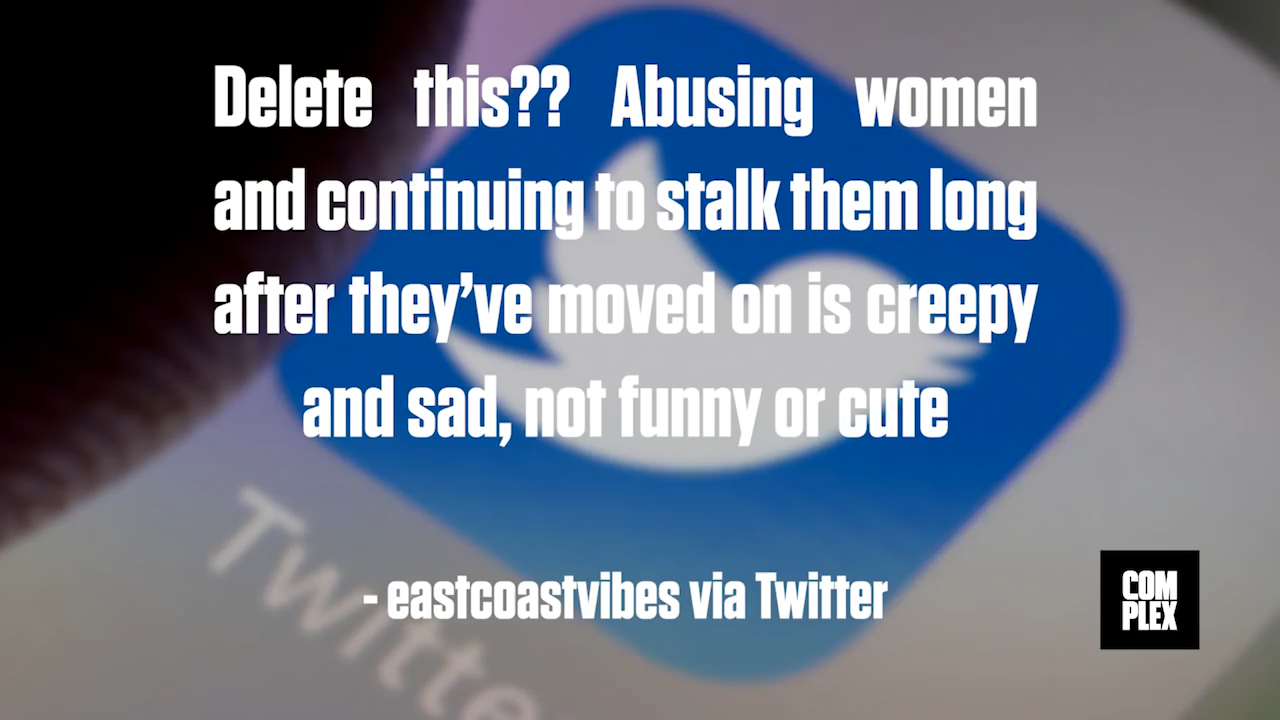 Delete this?? Abusing women
and continuing to stalk them long
after they’ve moved on is creepy
and sad, not funny or cute
- eastcoastvibes via Twitter
Twitte
COM
PLEX